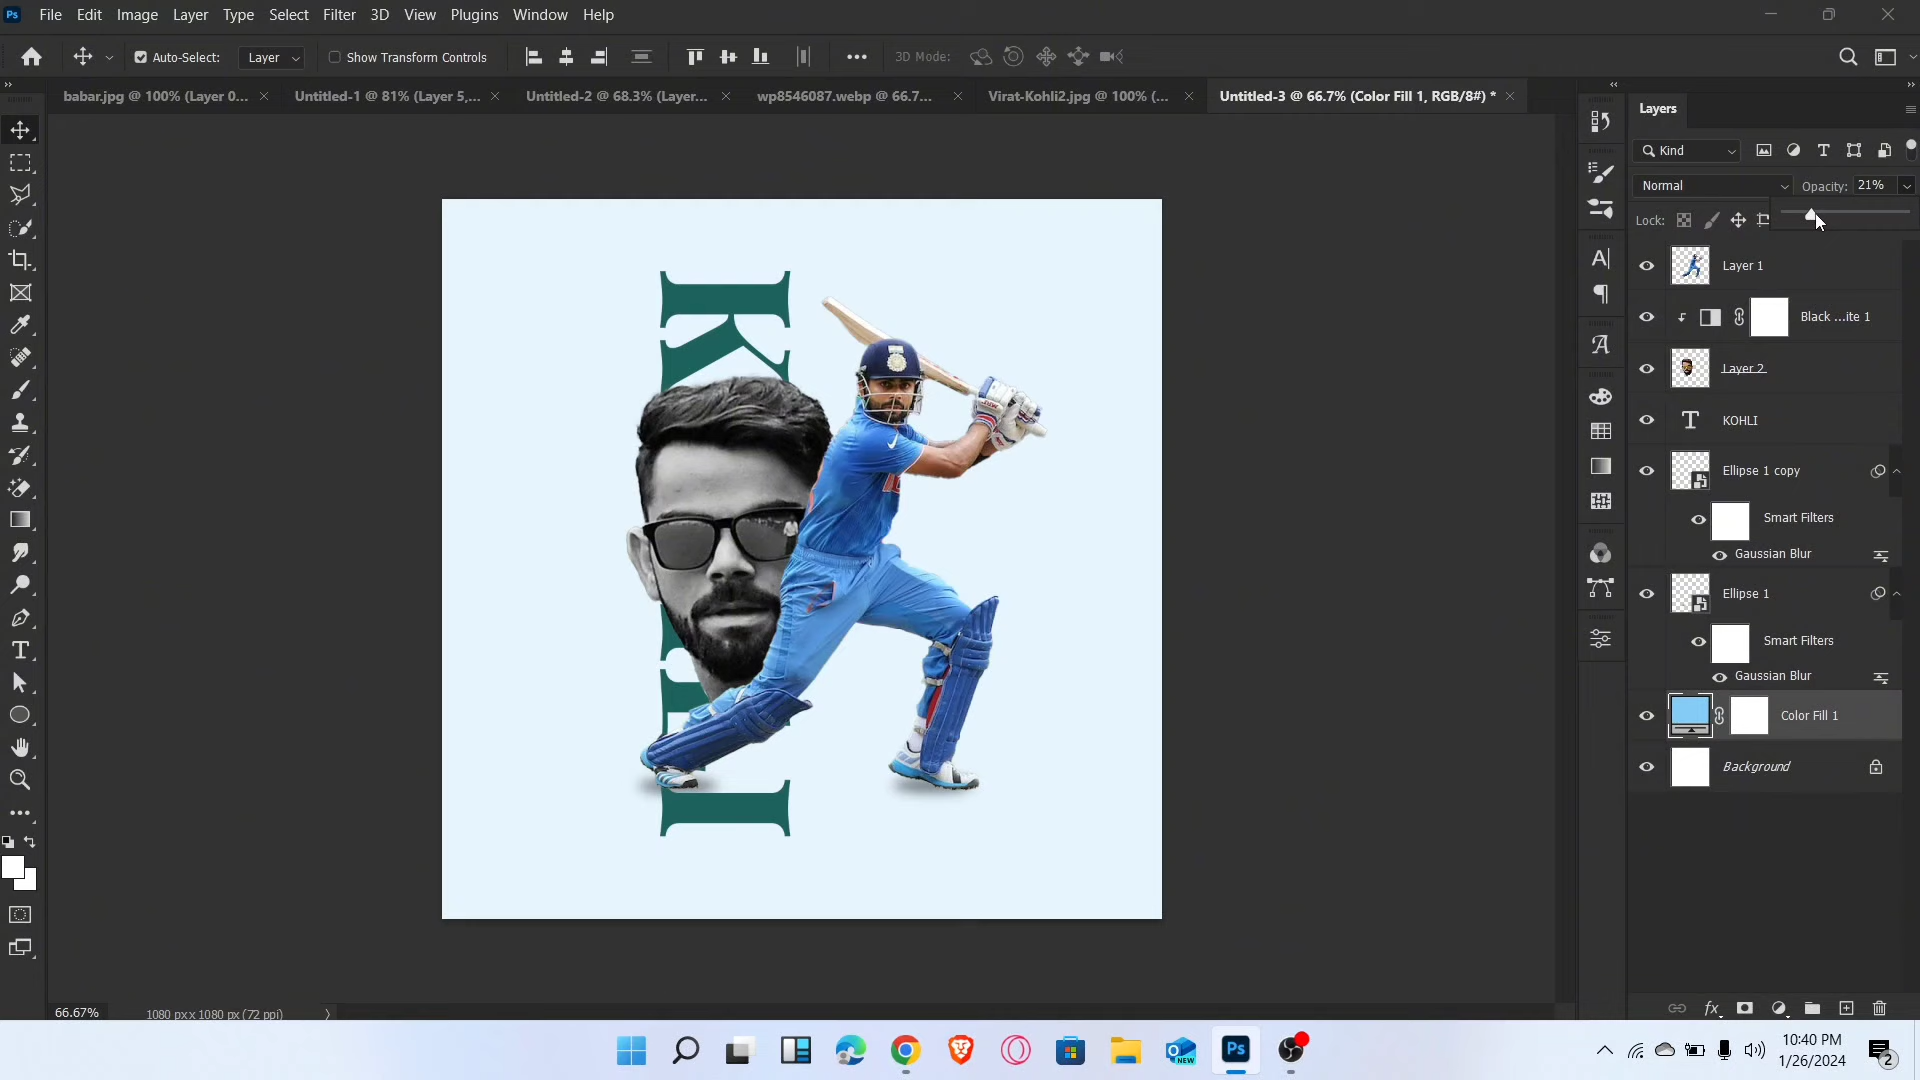 Ps File Edit Image Layer Type Select Filter 3D View Plugins Window Help
Auto-Select: Layer Show Transform Controls 3D Mode:
babar.jpg @ 100% (Layer 0... Untitled-1 @ 81% (Layer 5,... Untitled-2 @ 68.3% (Layer... wp8546087.webp @ 66.7... Virat-Kohli2.jpg @ 100% (... Untitled-3 @ 66.7% (Color Fill 1, RGB/8#) *
Layers
Kind
Normal Opacity: 21%
Lock:
Layer 1
Black ...ite 1
Layer 2
KOHLI
Ellipse 1 copy
Smart Filters
Gaussian Blur
Ellipse 1
Smart Filters
Gaussian Blur
Color Fill 1
Background
66.67% 1080 px x 1080 px (72 ppi)
NEW
Ps
10:40 PM
1/26/2024
2